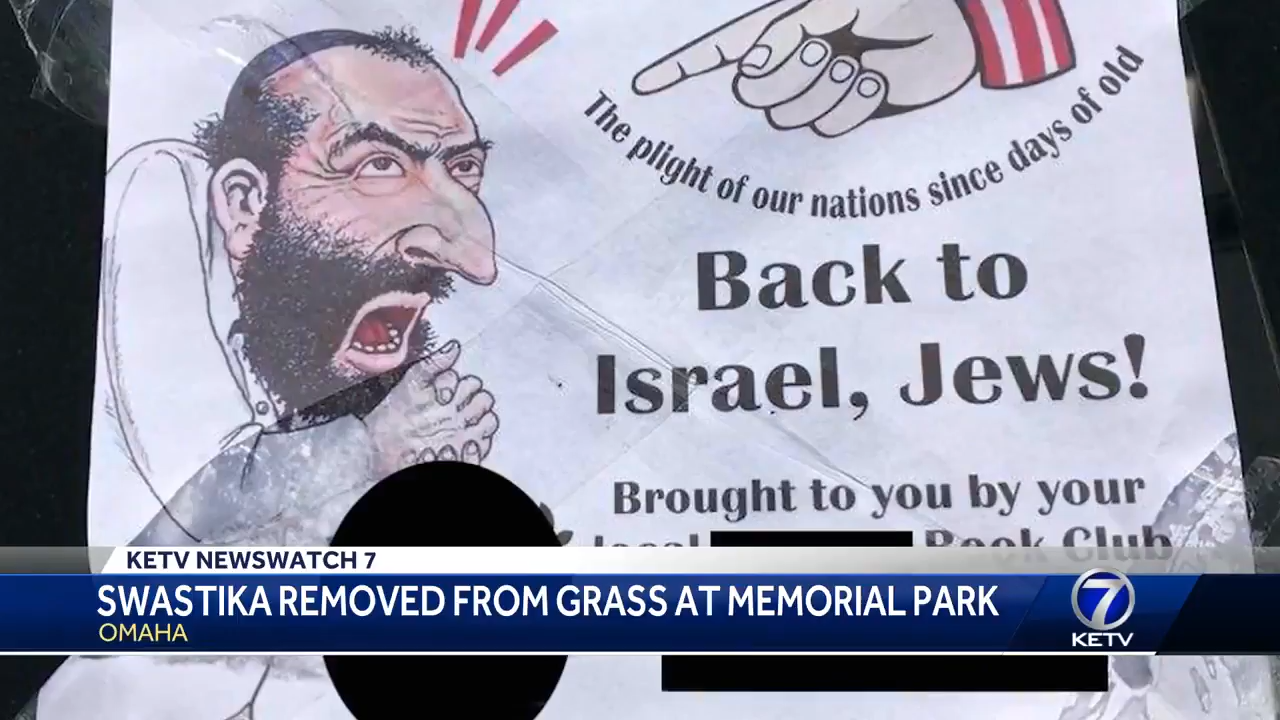 The plight of our nations since days of old
Back to
Israel, Jews!
Brought to you by your
local Book Club
KETV NEWSWATCH 7
SWASTIKA REMOVED FROM GRASS AT MEMORIAL PARK
OMAHA
7
KETV